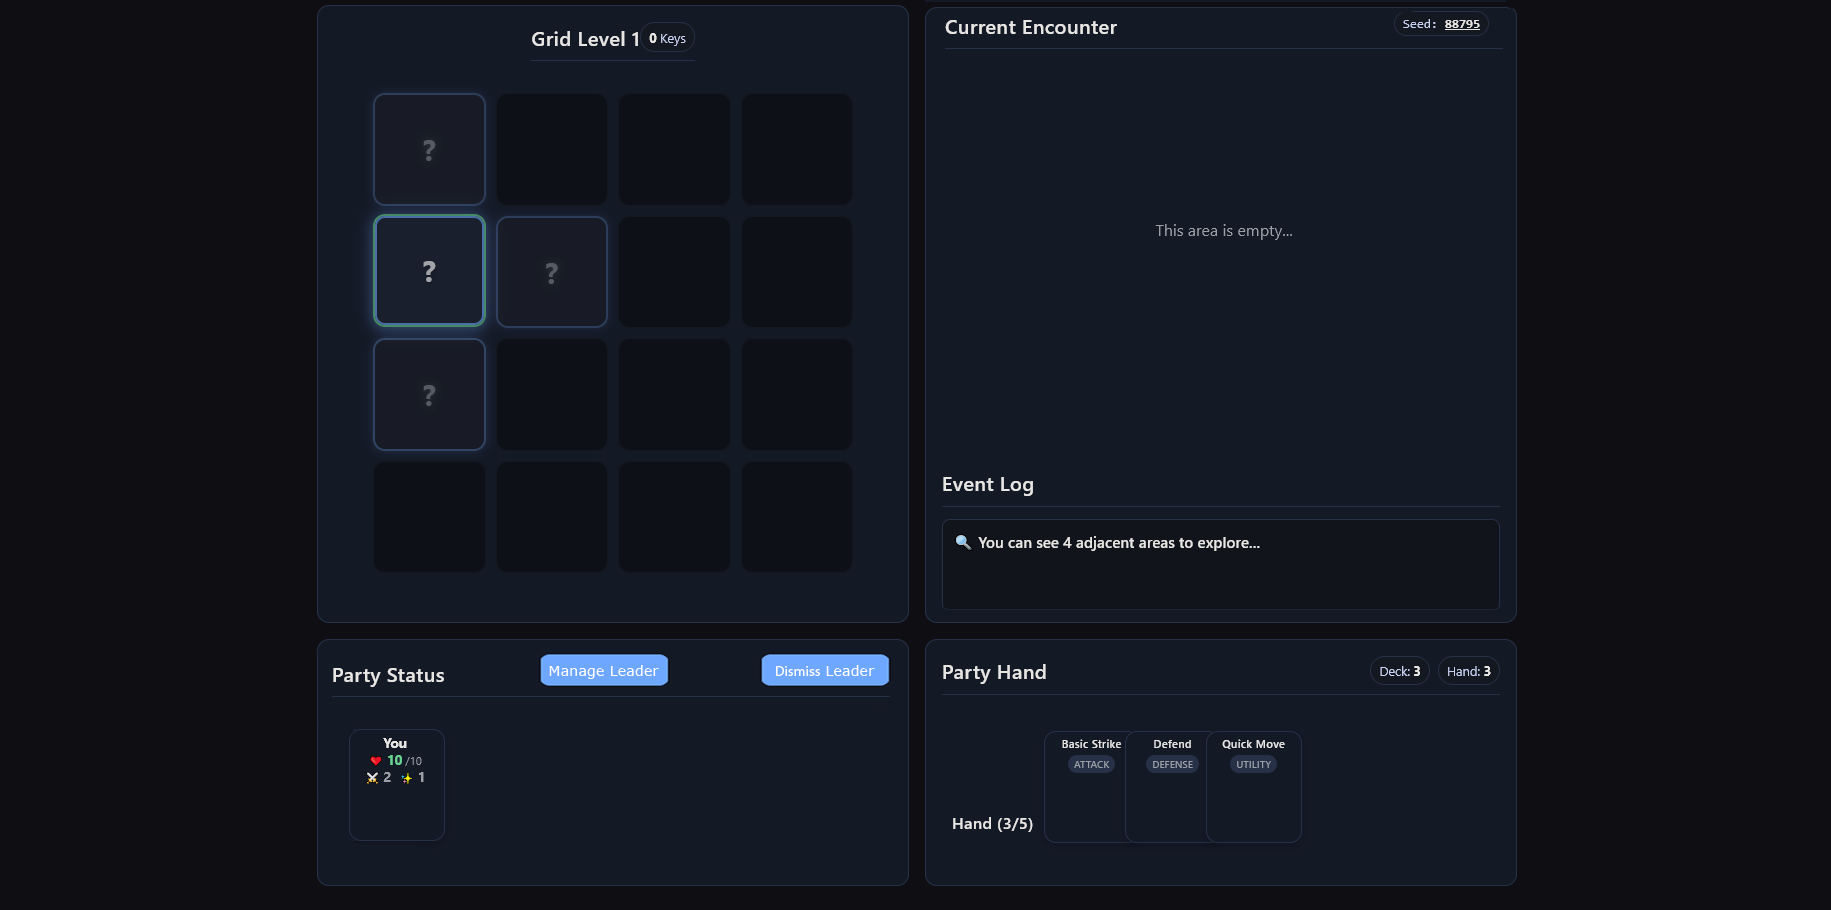 Grid Level 1
0 Keys
?
?
?
?
Current Encounter
Seed: 88795
This area is empty...
Event Log
🔍 You can see 4 adjacent areas to explore...
Party Status
Manage Leader
Dismiss Leader
You
❤️ 10 /10
⚔️ 2 ✨ 1
Party Hand
Deck: 3
Hand: 3
Hand (3/5)
Basic Strike
ATTACK
Defend
DEFENSE
Quick Move
UTILITY